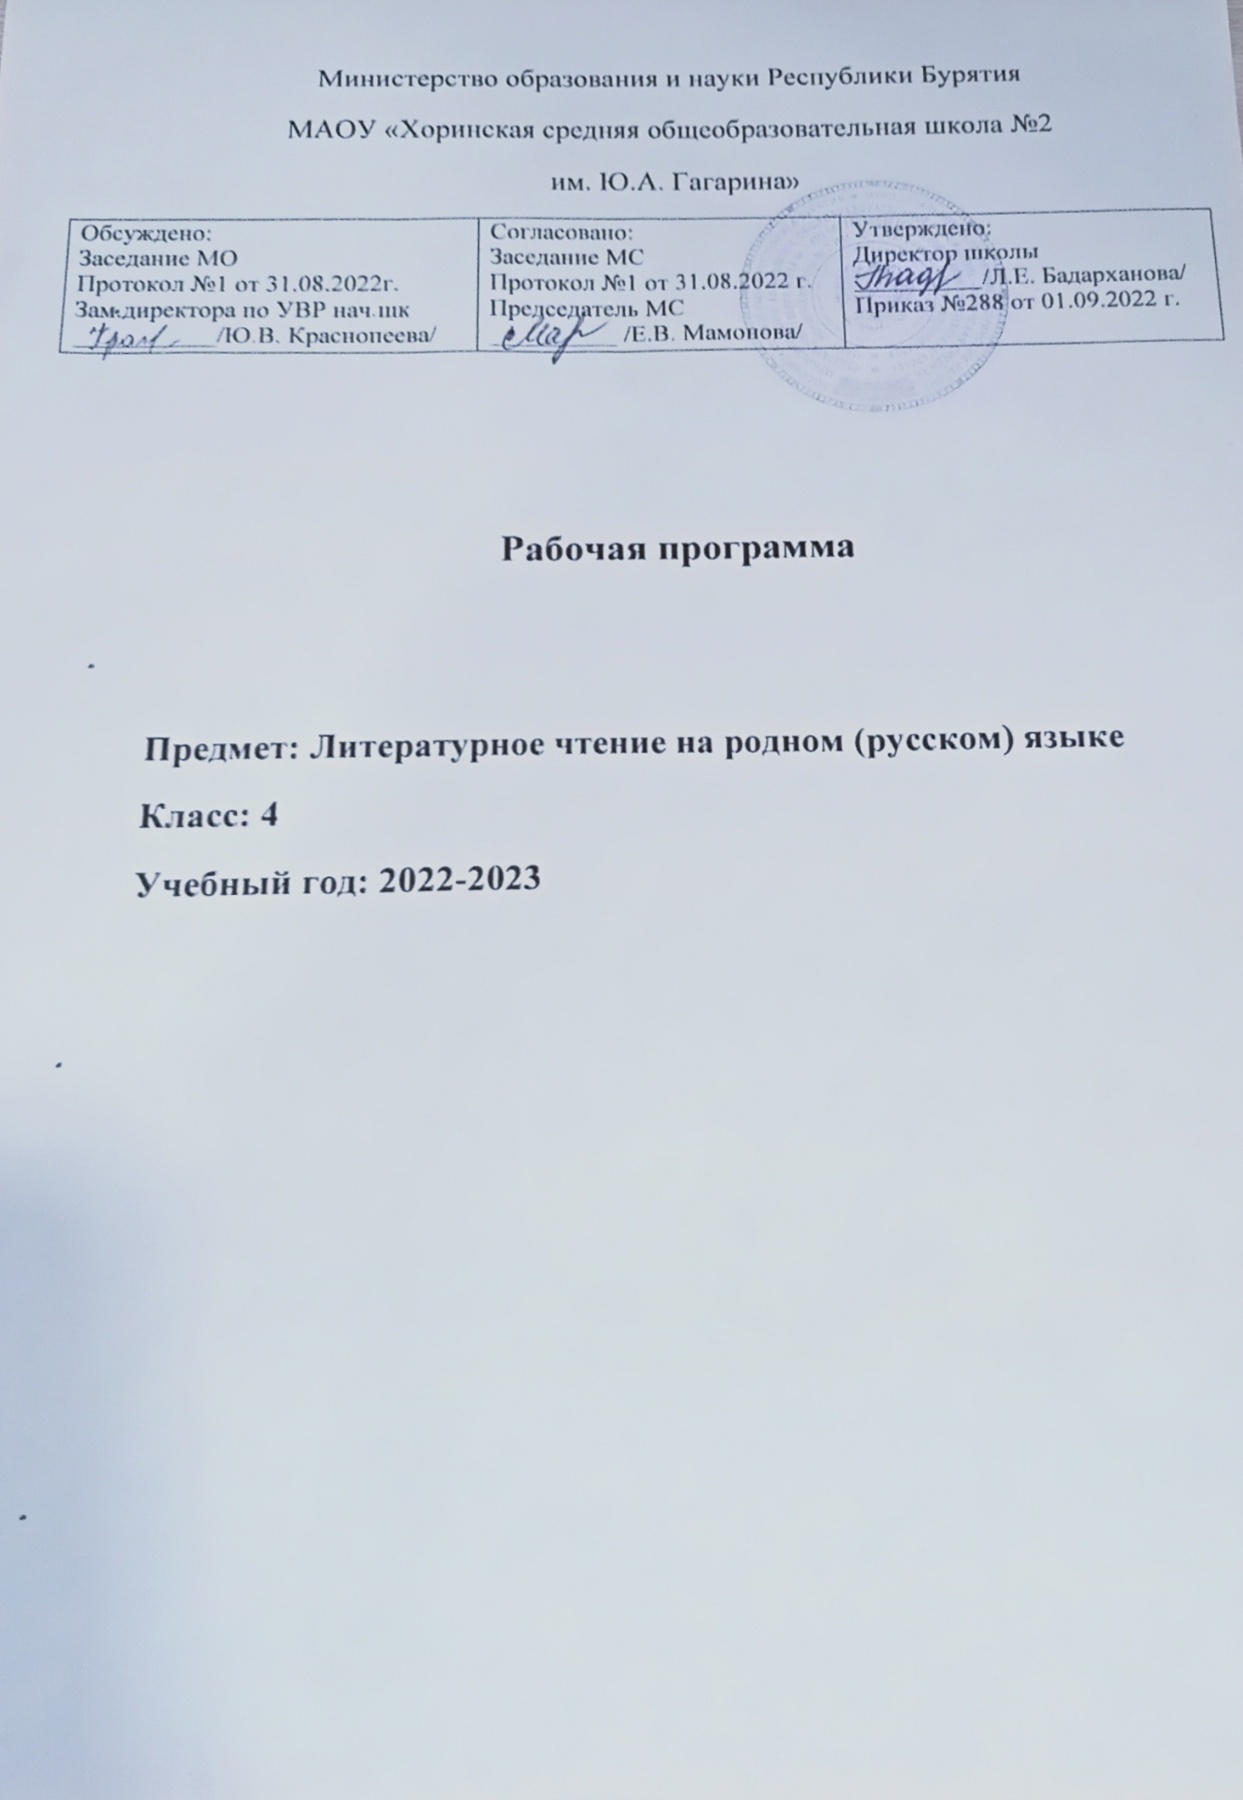 Министерство образования и науки Республики Бурятия
МАОУ «Хоринская средняя общеобразовательная школа №2
им. Ю.А. Гагарина»
Обсуждено:
Заседание МО
Протокол №1 от 31.08.2022г.
Зам.директора по УВР нач.шк
/Ю.В. Краснопеева/
Согласовано:
Заседание МС
Протокол №1 от 31.08.2022 г.
Председатель МС
/Е.В. Мамонова/
Утверждено:
Директор школы
/Л.Е. Бадарханова/
Приказ №288 от 01.09.2022 г.
Рабочая программа
Предмет: Литературное чтение на родном (русском) языке
Класс: 4
Учебный год: 2022-2023